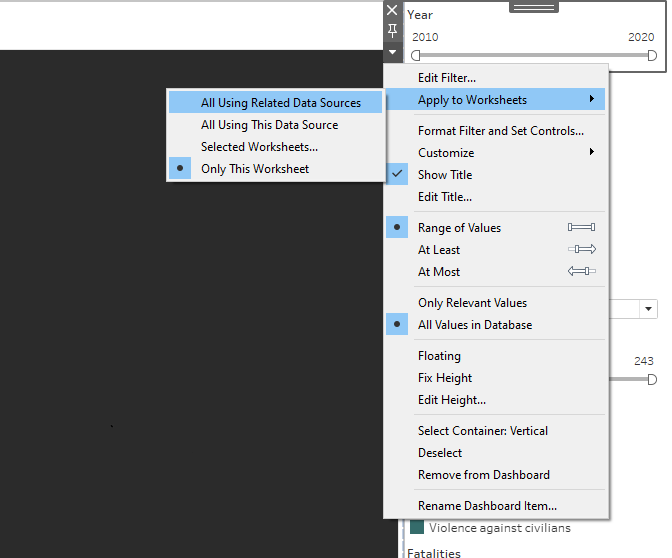 Year
2010 2020
Edit Filter...
Apply to Worksheets
All Using Related Data Sources
All Using This Data Source
Selected Worksheets...
Only This Worksheet
Format Filter and Set Controls...
Customize
Show Title
Edit Title...
Range of Values
At Least
At Most
Only Relevant Values
All Values in Database
Floating
Fix Height
Edit Height...
243
Select Container: Vertical
Deselect
Remove from Dashboard
Rename Dashboard Item...
Violence against civilians
Fatalities